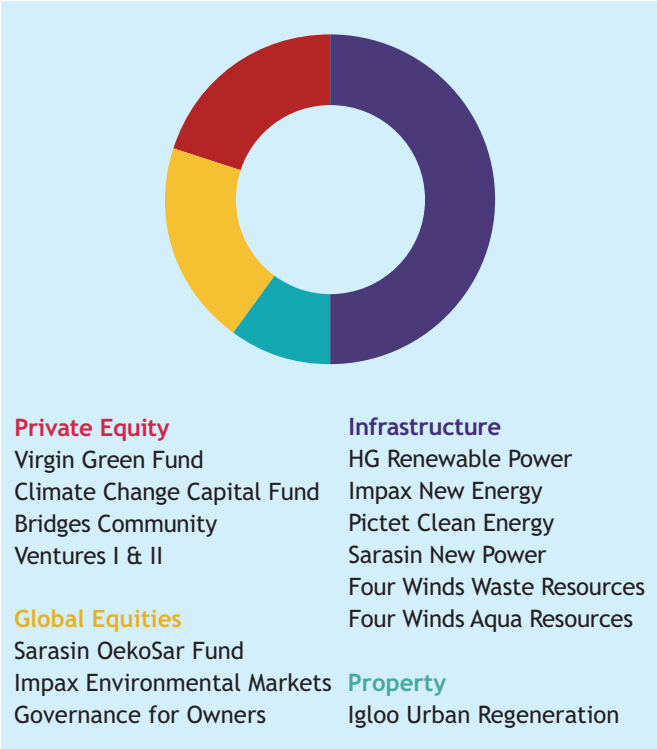 Private Equity
Virgin Green Fund
Climate Change Capital Fund
Bridges Community
Ventures I & II
Global Equities
Sarasin OekoSar Fund
Impax Environmental Markets
Governance for Owners
Infrastructure
HG Renewable Power
Impax New Energy
Pictet Clean Energy
Sarasin New Power
Four Winds Waste Resources
Four Winds Aqua Resources
Property
Igloo Urban Regeneration